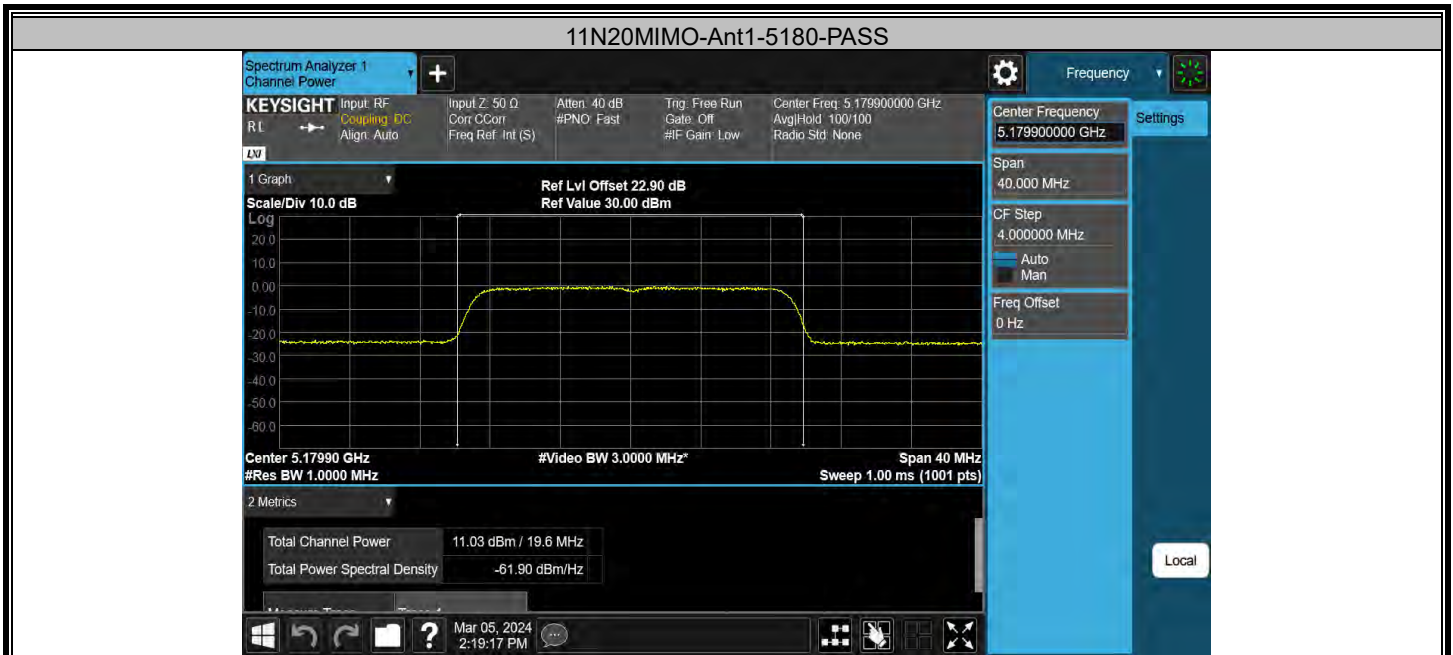 11N20MIMO-Ant1-5180-PASS
Spectrum Analyzer 1
Channel Power
+
Frequency
KEYSIGHT
RL
LXI
Input: RF
Coupling: DC
Align: Auto
Input Z: 50 Ω
Corr CCorr
Freq Ref: Int (S)
Atten: 40 dB
#PNO: Fast
Trig: Free Run
Gate: Off
#IF Gain: Low
Center Freq: 5.179900000 GHz
Avg|Hold: 100/100
Radio Std: None
Center Frequency
5.179900000 GHz
Settings
Span
40.000 MHz
CF Step
4.000000 MHz
Auto
Man
Freq Offset
0 Hz
1 Graph
Scale/Div 10.0 dB
Ref Lvl Offset 22.90 dB
Ref Value 30.00 dBm
Log
20.0
10.0
0.00
-10.0
-20.0
-30.0
-40.0
-50.0
-60.0
Center 5.17990 GHz
#Video BW 3.0000 MHz*
Span 40 MHz
#Res BW 1.0000 MHz
Sweep 1.00 ms (1001 pts)
2 Metrics
Total Channel Power 11.03 dBm / 19.6 MHz
Total Power Spectral Density -61.90 dBm/Hz
Local
?
Mar 05, 2024
2:19:17 PM